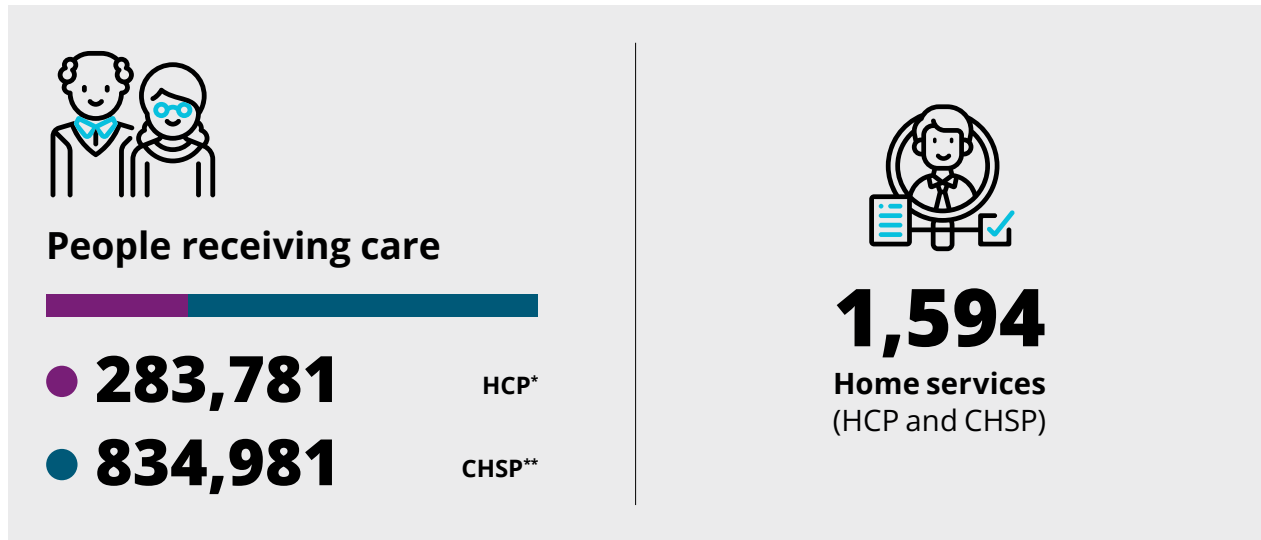 People receiving care
283,781 HCP*
834,981 CHSP**
1,594
Home services
(HCP and CHSP)